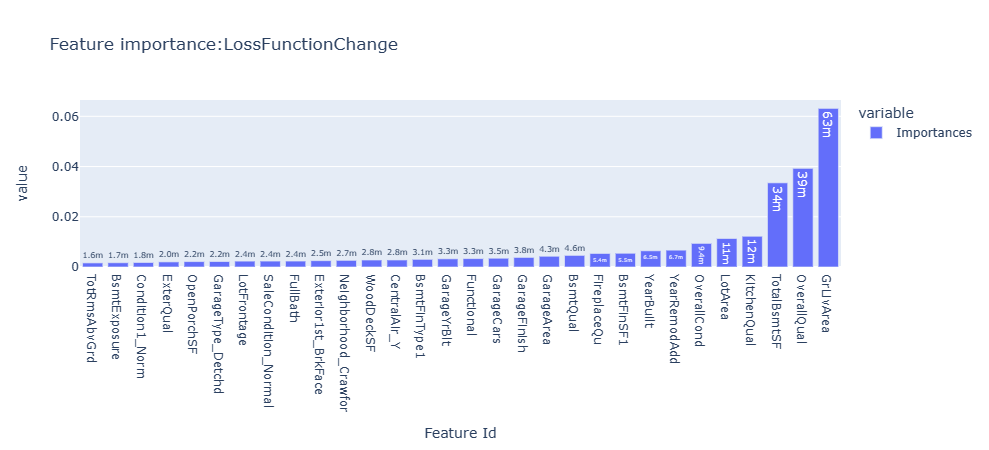 Feature importance:LossFunctionChange
variable
Importances
value
0.06
0.04
0.02
0
1.6m
1.7m
1.8m
2.0m
2.2m
2.2m
2.4m
2.4m
2.4m
2.5m
2.7m
2.8m
2.8m
3.1m
3.3m
3.3m
3.5m
3.8m
4.3m
4.6m
5.4m
5.5m
6.5m
6.7m
9.4m
11m
12m
34m
39m
63m
TotRmsAbvGrd
BsmtExposure
Condition1_Norm
ExterQual
OpenPorchSF
GarageType_Detchd
LotFrontage
SaleCondition_Normal
FullBath
Exterior1st_BrkFace
Neighborhood_Crawfor
WoodDeckSF
CentralAir_Y
BsmtFinType1
GarageYrBlt
Functional
GarageCars
GarageFinish
GarageArea
BsmtQual
FireplaceQu
BsmtFinSF1
YearBuilt
YearRemodAdd
OverallCond
LotArea
KitchenQual
TotalBsmtSF
OverallQual
GrLivArea
Feature Id